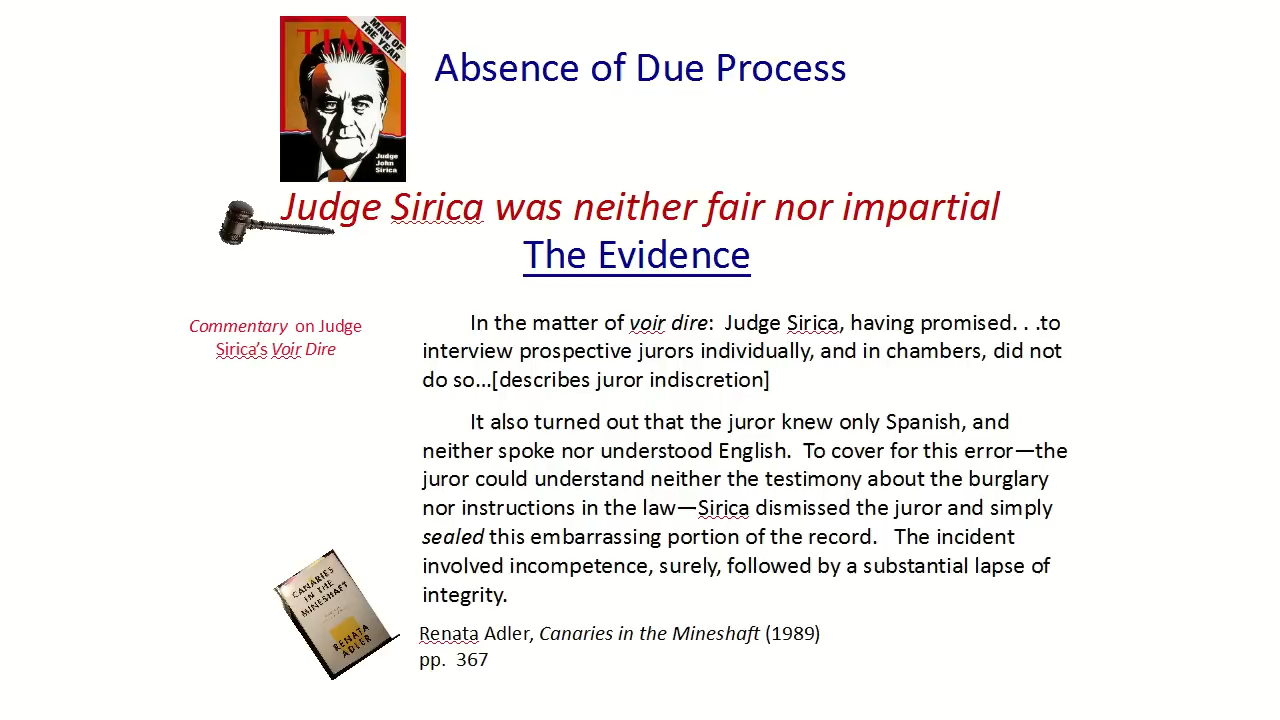 TIME
MAN OF
THE YEAR
Judge
John
Sirica
Absence of Due Process
Judge Sirica was neither fair nor impartial
The Evidence
Commentary on Judge
Sirica's Voir Dire
In the matter of voir dire: Judge Sirica, having promised. . .to
interview prospective jurors individually, and in chambers, did not
do so...[describes juror indiscretion]
It also turned out that the juror knew only Spanish, and
neither spoke nor understood English. To cover for this error—the
juror could understand neither the testimony about the burglary
nor instructions in the law—Sirica dismissed the juror and simply
sealed this embarrassing portion of the record. The incident
involved incompetence, surely, followed by a substantial lapse of
integrity.
CANARIES
IN THE
MINESHAFT
RENATA
ADLER
Renata Adler, Canaries in the Mineshaft (1989)
pp. 367